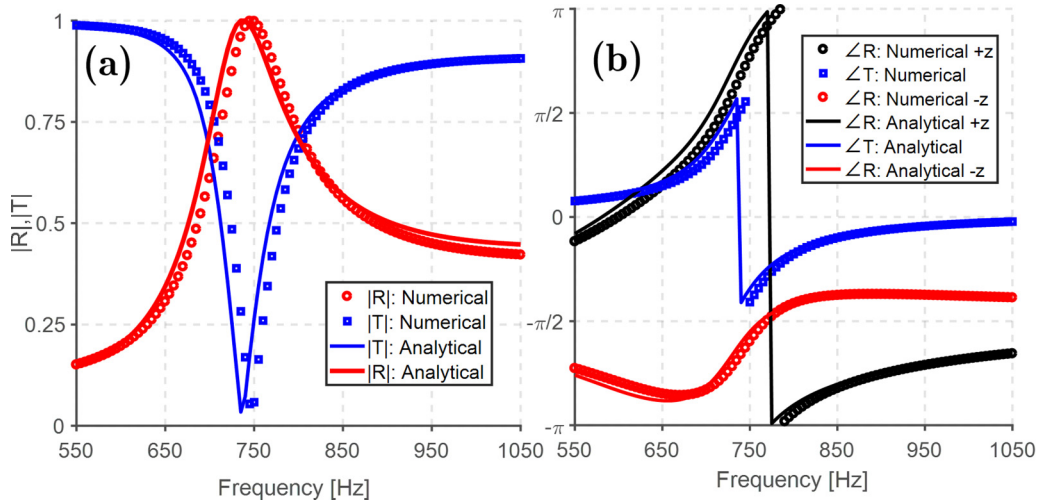 (a)
|R|,|T|
1
0.75
0.5
0.25
0
550
650
750
850
950
1050
Frequency [Hz]
|R|: Numerical
|T|: Numerical
|T|: Analytical
|R|: Analytical
(b)
π
π/2
0
-π/2
-π
550
650
750
850
950
1050
Frequency [Hz]
∠R: Numerical +z
∠T: Numerical
∠R: Numerical -z
∠R: Analytical +z
∠T: Analytical
∠R: Analytical -z